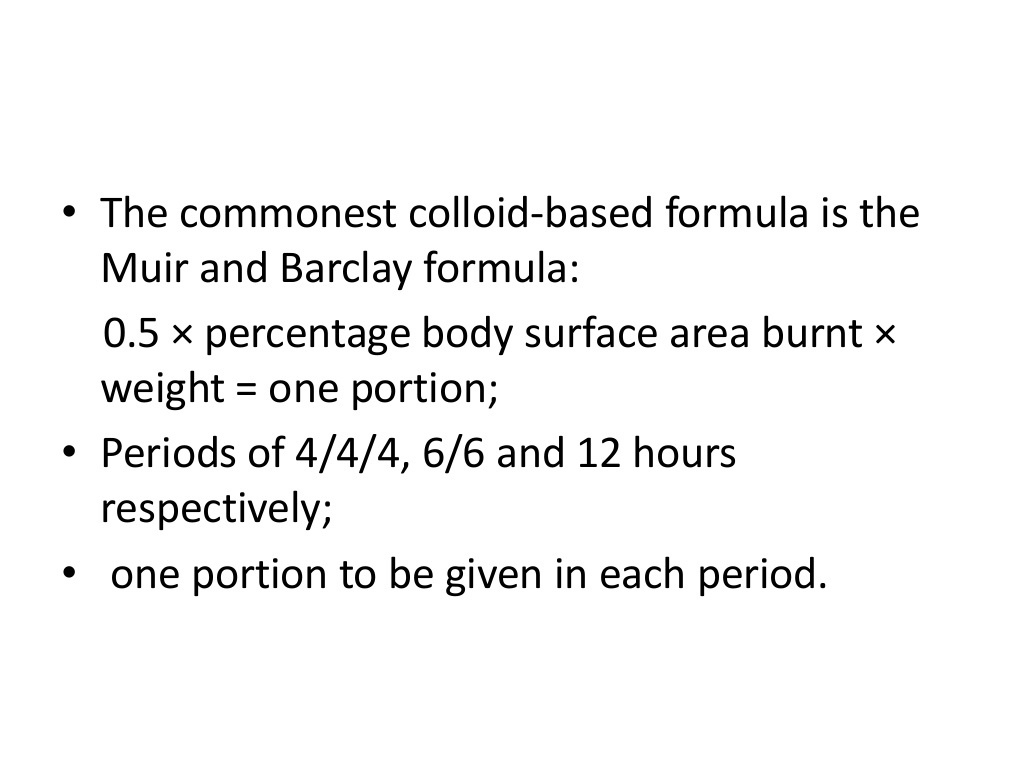 • The commonest colloid-based formula is the
Muir and Barclay formula:
0.5 × percentage body surface area burnt ×
weight = one portion;
• Periods of 4/4/4, 6/6 and 12 hours
respectively;
• one portion to be given in each period.